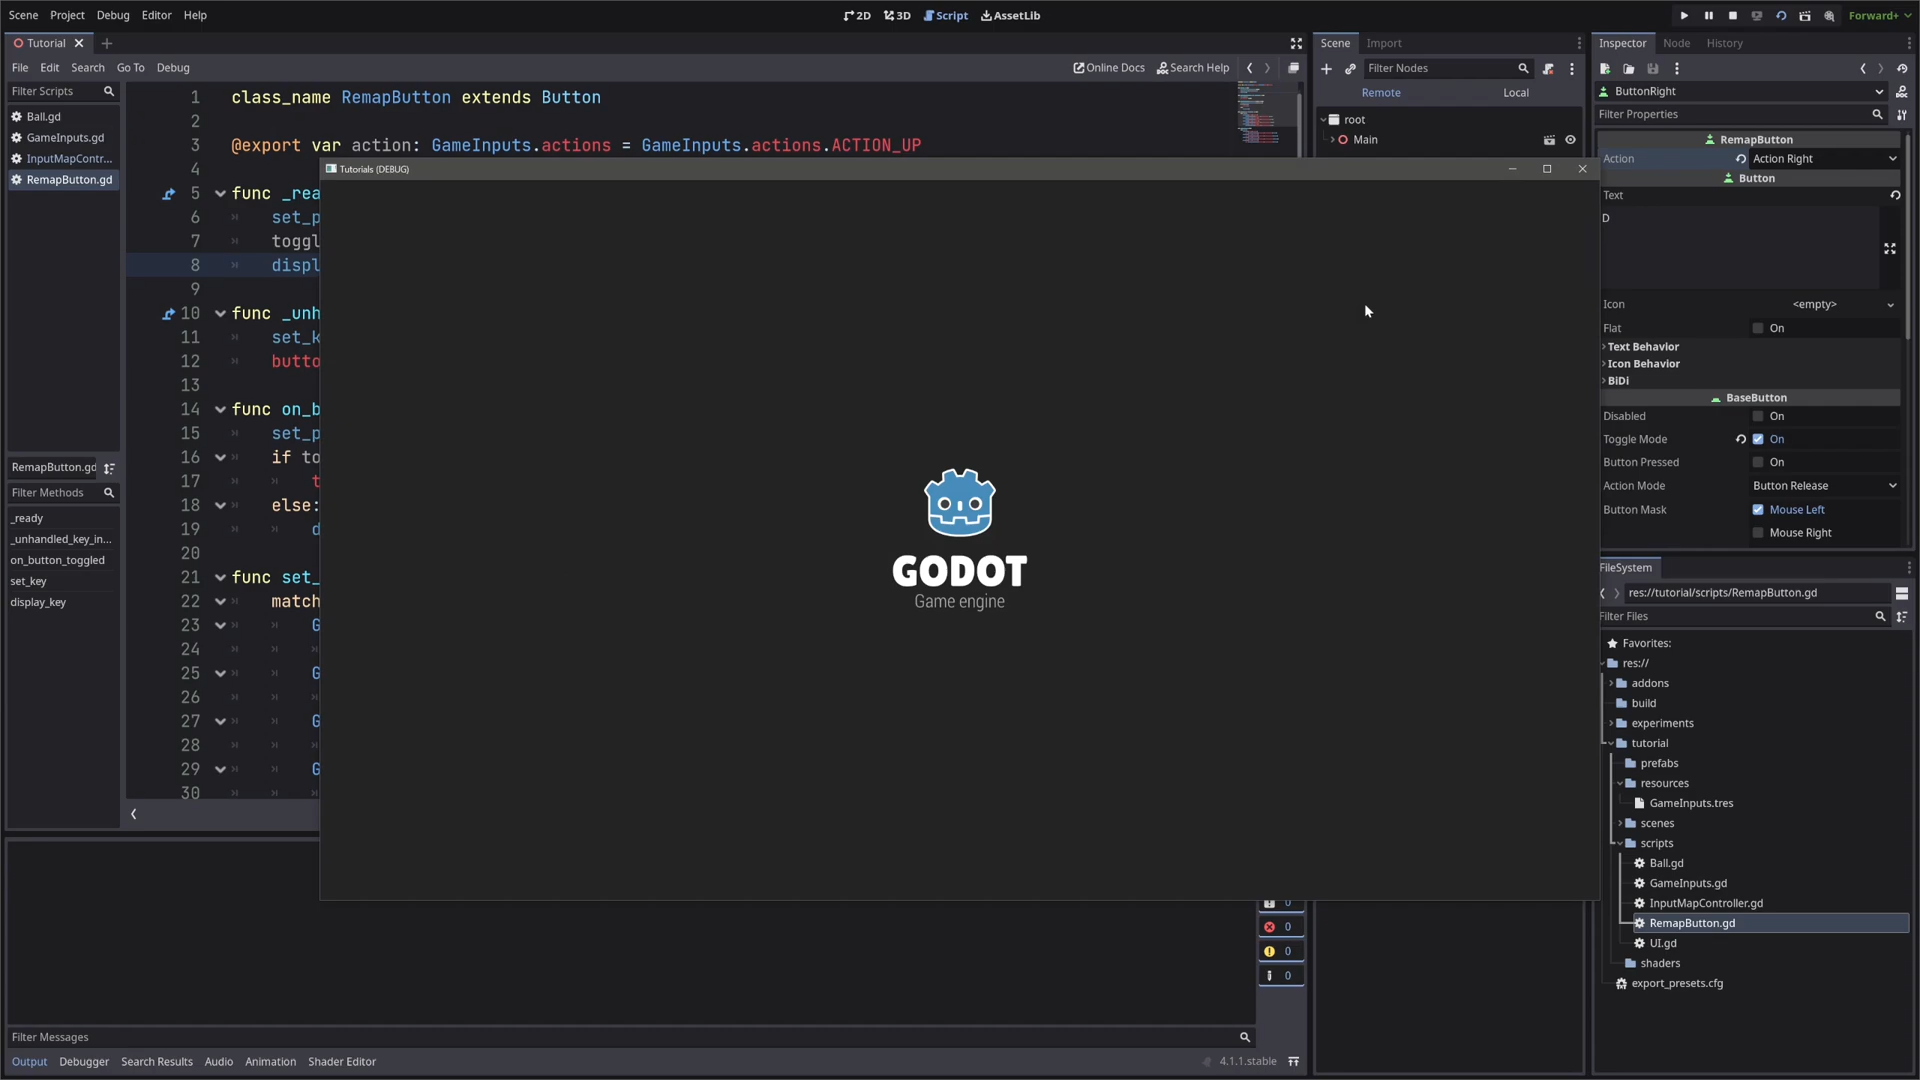 Scene Project Debug Editor Help
2D 3D Script AssetLib
Forward+
Tutorial
File Edit Search Go To Debug
Online Docs Search Help
Filter Scripts
Ball.gd
GameInputs.gd
InputMapContr...
RemapButton.gd
RemapButton.gd
Filter Methods
_ready
_unhandled_key_in...
on_button_toggled
set_key
display_key
1 class_name RemapButton extends Button
2
3 @export var action: GameInputs.actions = GameInputs.actions.ACTION_UP
4
5 func _rea
6 set_p
7 toggl
8 displ
9
10 func _unh
11 set_k
12 butto
13
14 func on_b
15 set_p
16 if to
17 t
18 else:
19 d
20
21 func set_
22 match
23 G
24
25 G
26
27 G
28
29 G
30
Tutorials (DEBUG)
GODOT
Game engine
0
0
0
0
Filter Messages
Output Debugger Search Results Audio Animation Shader Editor
4.1.1.stable
Scene Import
Filter Nodes
Remote Local
root
Main
Inspector Node History
ButtonRight
Filter Properties
RemapButton
Action Action Right
Button
Text
D
Icon <empty>
Flat On
Text Behavior
Icon Behavior
BiDi
BaseButton
Disabled On
Toggle Mode On
Button Pressed On
Action Mode Button Release
Button Mask Mouse Left
Mouse Right
FileSystem
res://tutorial/scripts/RemapButton.gd
Filter Files
Favorites:
res://
addons
build
experiments
tutorial
prefabs
resources
GameInputs.tres
scenes
scripts
Ball.gd
GameInputs.gd
InputMapController.gd
RemapButton.gd
UI.gd
shaders
export_presets.cfg